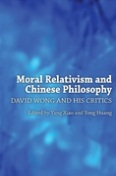 Moral Relativism and
Chinese Philosophy
DAVID WONG AND HIS CRITICS
Edited by Yang Xiao and Yong Huang